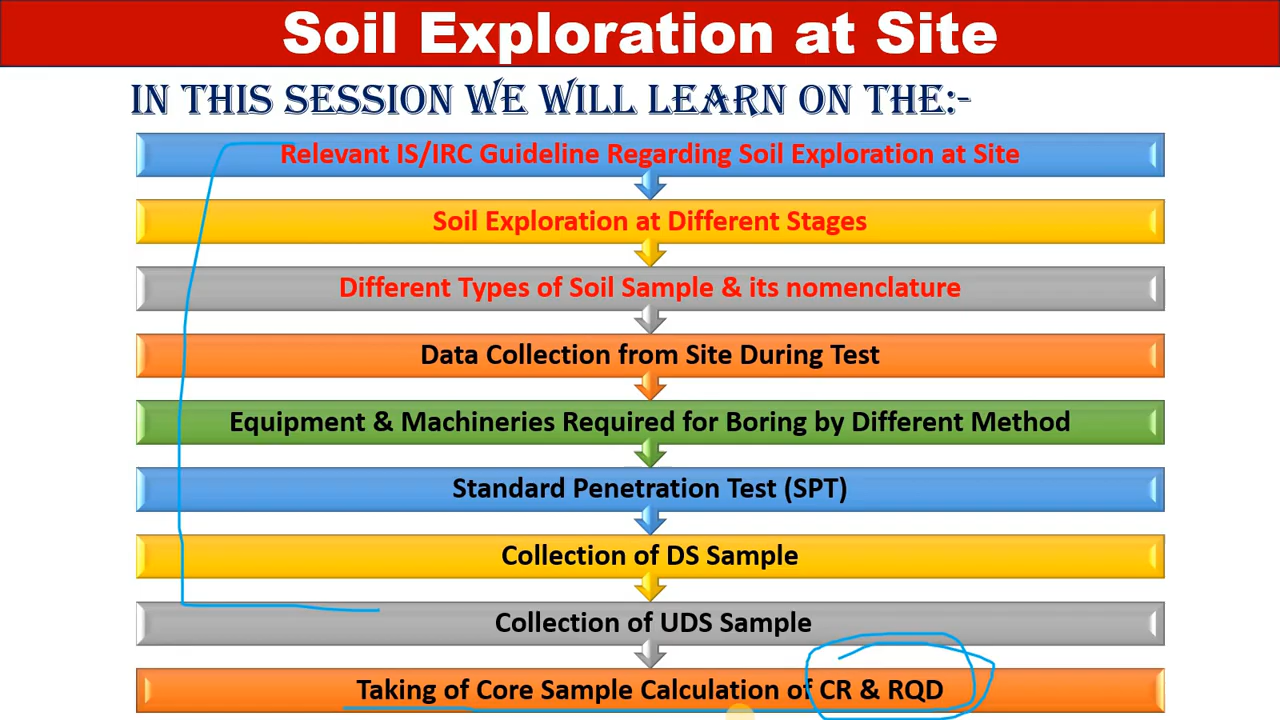 Soil Exploration at Site
IN THIS SESSION WE WILL LEARN ON THE:-
Relevant IS/IRC Guideline Regarding Soil Exploration at Site
Soil Exploration at Different Stages
Different Types of Soil Sample & its nomenclature
Data Collection from Site During Test
Equipment & Machineries Required for Boring by Different Method
Standard Penetration Test (SPT)
Collection of DS Sample
Collection of UDS Sample
Taking of Core Sample Calculation of CR & RQD